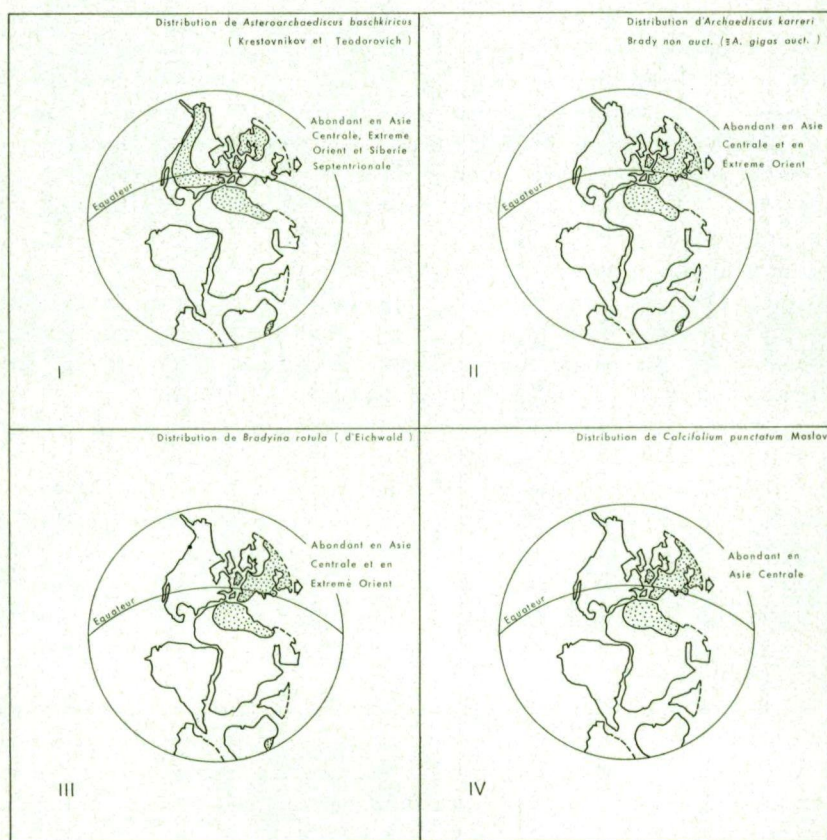 Distribution de Asteroarchaediscus baschkiricus
( Krestovnikov et Teodorovich )
Abondant en Asie
Centrale, Extreme
Orient et Siberie
Septentrionale
Equateur
I
Distribution d'Archaediscus karreri
Brady non auct. (≡A. gigas auct. )
Abondant en Asie
Centrale et en
Extreme Orient
Equateur
II
Distribution de Bradyina rotula ( d'Eichwald )
Abondant en Asie
Centrale et en
Extreme Orient
Equateur
III
Distribution de Calcifolium punctatum Maslov
Abondant en
Asie Centrale
Equateur
IV